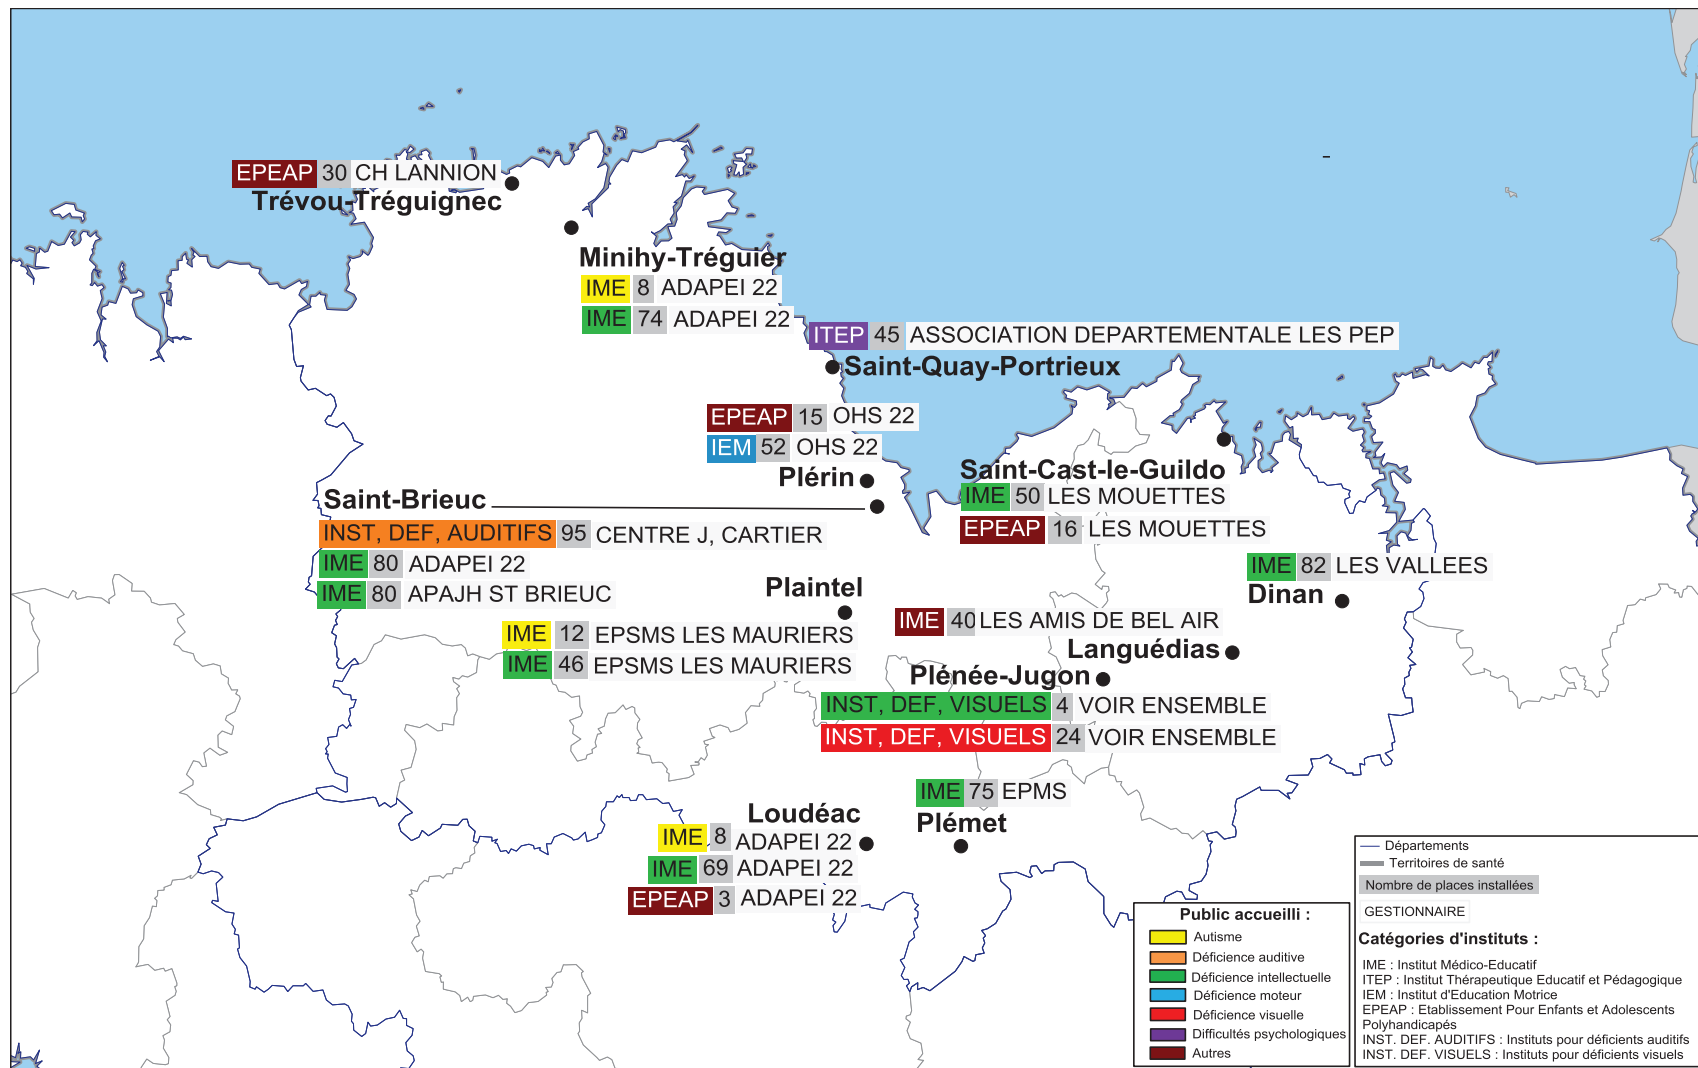 EPEAP 30 CH LANNION
Trévou-Tréguignec
Minihy-Tréguier
IME 8 ADAPEI 22
IME 74 ADAPEI 22
ITEP 45 ASSOCIATION DEPARTEMENTALE LES PEP
Saint-Quay-Portrieux
EPEAP 15 OHS 22
IEM 52 OHS 22
Plérin
Saint-Cast-le-Guildo
IME 50 LES MOUETTES
EPEAP 16 LES MOUETTES
Saint-Brieuc
INST, DEF, AUDITIFS 95 CENTRE J, CARTIER
IME 80 ADAPEI 22
IME 80 APAJH ST BRIEUC
IME 82 LES VALLEES
Dinan
Plaintel
IME 12 EPSMS LES MAURIERS
IME 46 EPSMS LES MAURIERS
IME 40 LES AMIS DE BEL AIR
Languédias
Plénée-Jugon
INST, DEF, VISUELS 4 VOIR ENSEMBLE
INST, DEF, VISUELS 24 VOIR ENSEMBLE
IME 75 EPMS
Plémet
Loudéac
IME 8 ADAPEI 22
IME 69 ADAPEI 22
EPEAP 3 ADAPEI 22
Public accueilli :
Autisme
Déficience auditive
Déficience intellectuelle
Déficience moteur
Déficience visuelle
Difficultés psychologiques
Autres
Départements
Territoires de santé
Nombre de places installées
GESTIONNAIRE
Catégories d'instituts :
IME : Institut Médico-Educatif
ITEP : Institut Thérapeutique Educatif et Pédagogique
IEM : Institut d'Education Motrice
EPEAP : Etablissement Pour Enfants et Adolescents
Polyhandicapés
INST. DEF. AUDITIFS : Instituts pour déficients auditifs
INST. DEF. VISUELS : Instituts pour déficients visuels